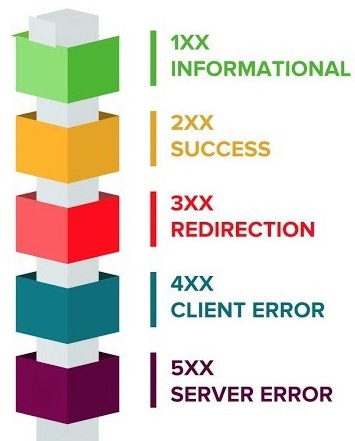 1XX
INFORMATIONAL
2XX
SUCCESS
3XX
REDIRECTION
4XX
CLIENT ERROR
5XX
SERVER ERROR